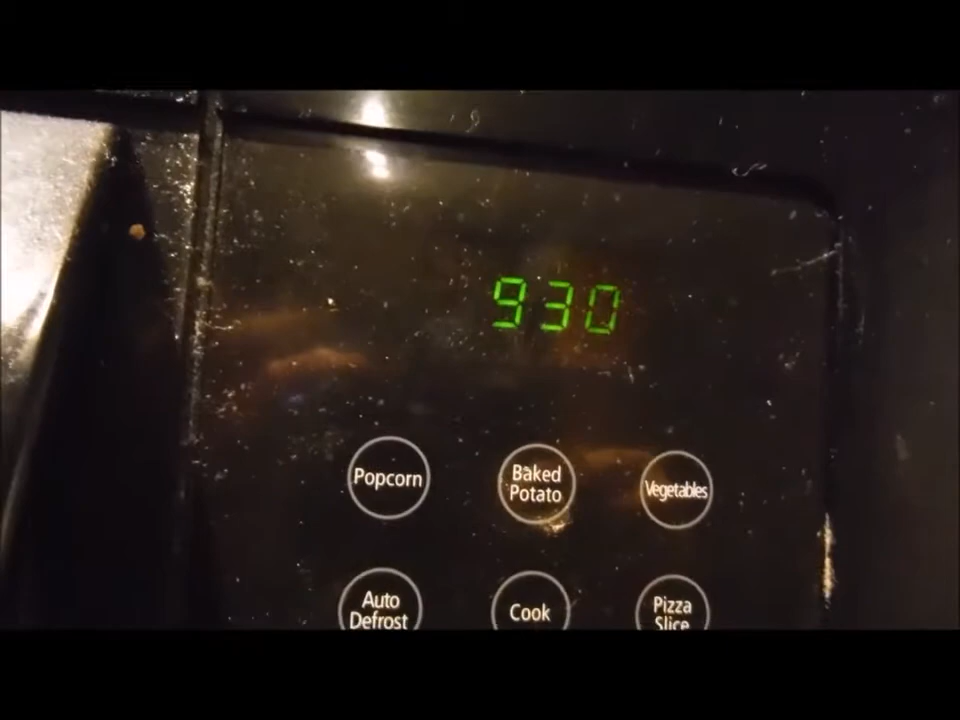 930
Popcorn
Baked
Potato
Vegetables
Auto
Defrost
Cook
Pizza
Slice